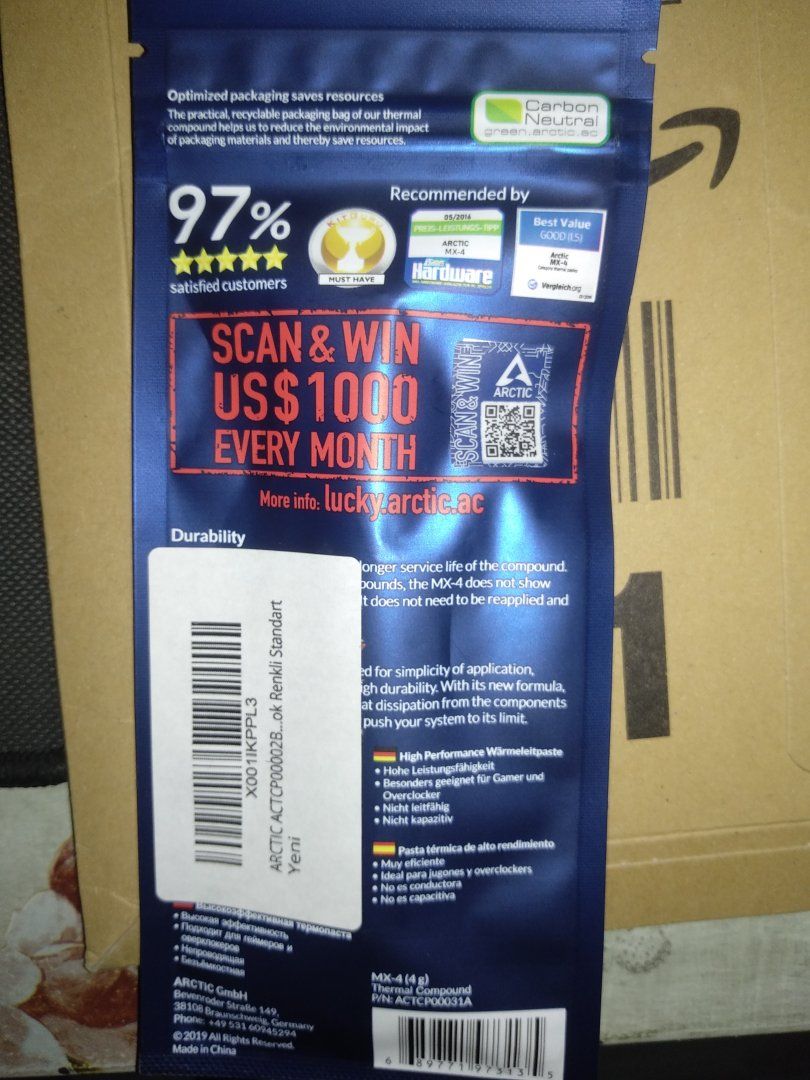 Optimized packaging saves resources
The practical, recyclable packaging bag of our thermal
compound helps us to reduce the environmental impact
of packaging materials and thereby save resources.
Carbon
Neutral
green.arctic.ac
97%
satisfied customers
Recommended by
KitGuru
MUST HAVE
05/2016
PREIS-LEISTUNGS-TIPP
ARCTIC
MX-4
Hardware
Best Value
GOOD (1,5)
Arctic
MX-4
Vergleich.org
SCAN & WIN
US$ 1000
EVERY MONTH
SCAN & WIN
ARCTIC
More info: lucky.arctic.ac
Durability
longer service life of the compound.
pounds, the MX-4 does not show
It does not need to be reapplied and
ed for simplicity of application,
igh durability. With its new formula,
at dissipation from the components
push your system to its limit.
X001IKPPL3
ARCTIC ACTCP00002B...ok Renkli Standart
Yeni
High Performance Wärmeleitpaste
• Hohe Leistungsfähigkeit
• Besonders geeignet für Gamer und
Overclocker
• Nicht leitfähig
• Nicht kapazitiv
Pasta térmica de alto rendimiento
• Muy eficiente
• Ideal para jugones y overclockers
• No es conductora
• No es capacitiva
Высокоэффективная термопаста
• Высокая эффективность
• Подходит для геймеров и
оверлокеров
• Непроводящая
• Безъёмкостная
ARCTIC GmbH
Bevenroder Straße 149,
38108 Braunschweig, Germany
Phone: +49 531 60945294
©2019 All Rights Reserved.
Made in China
MX-4 (4 g)
Thermal Compound
P/N: ACTCP00031A
1